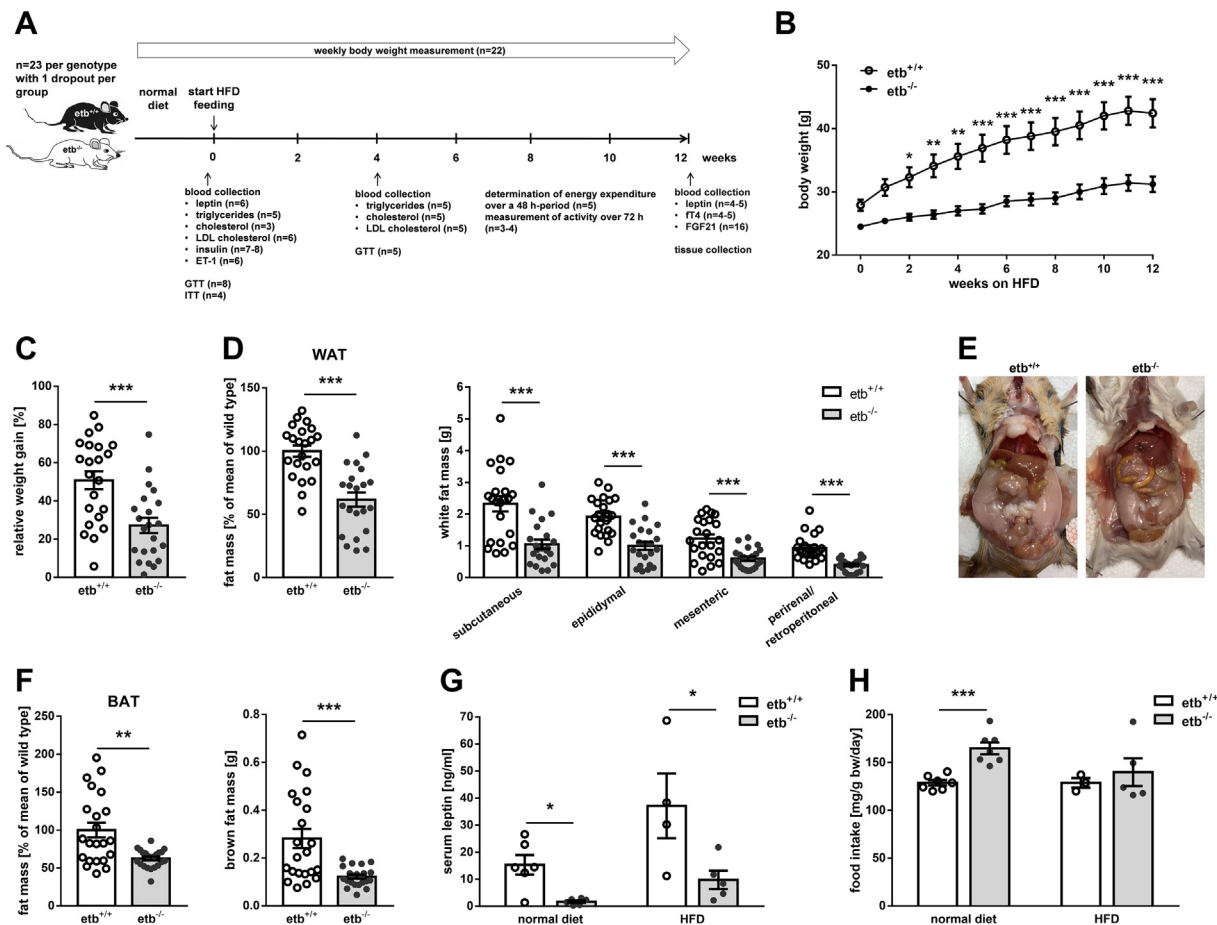 A
weekly body weight measurement (n=22)
n=23 per genotype
with 1 dropout per
group
etb+/+
etb-/-
normal
diet
start HFD
feeding
0
4
8
12
weeks
blood collection
• leptin (n=6)
• triglycerides (n=5)
• cholesterol (n=3)
• LDL cholesterol (n=6)
• insulin (n=7-8)
• ET-1 (n=6)
GTT (n=8)
ITT (n=4)
blood collection
• triglycerides (n=5)
• cholesterol (n=5)
• LDL cholesterol (n=5)
GTT (n=5)
determination of energy expenditure
over a 48 h-period (n=5)
measurement of activity over 72 h
(n=3-4)
blood collection
• leptin (n=4-5)
• fT4 (n=4-5)
• FGF21 (n=16)
tissue collection
B
body weight [g]
50
40
30
20
etb+/+
etb-/-
*
**
**
***
***
***
***
***
***
***
***
0
2
4
6
8
10
12
weeks on HFD
C
relative weight gain [%]
100
80
60
40
20
0
***
etb+/+
etb-/-
D
WAT
fat mass [% of mean of wild type]
150
100
50
0
***
etb+/+
etb-/-
white fat mass [g]
6
5
4
3
2
1
0
***
***
***
***
etb+/+
etb-/-
subcutaneous
epididymal
mesenteric
perirenal/
retroperitoneal
E
etb+/+
etb-/-
F
BAT
fat mass [% of mean of wild type]
250
200
150
100
50
0
**
etb+/+
etb-/-
brown fat mass [g]
0.8
0.6
0.4
0.2
0.0
***
etb+/+
etb-/-
G
serum leptin [ng/ml]
70
60
50
40
30
20
10
0
*
*
etb+/+
etb-/-
normal diet
HFD
H
food intake [mg/g bw/day]
200
150
100
50
0
***
etb+/+
etb-/-
normal diet
HFD